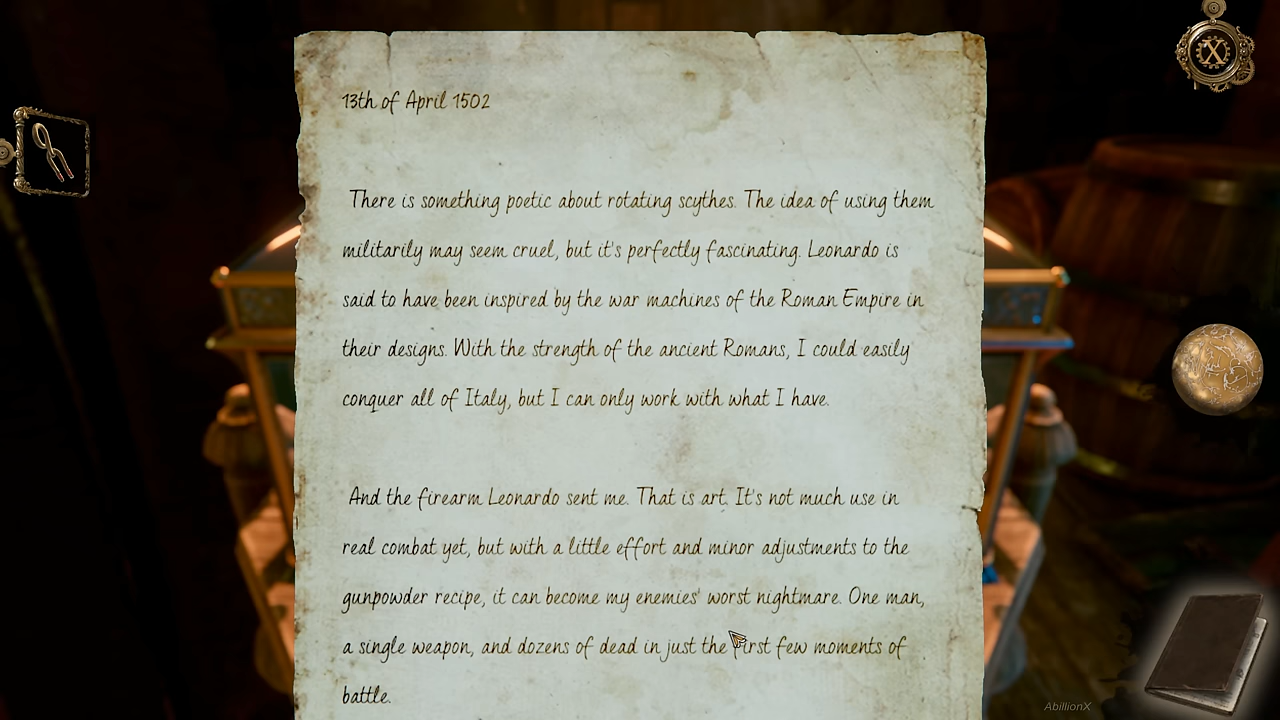 13th of April 1502
There is something poetic about rotating scythes. The idea of using them
militarily may seem cruel, but it's perfectly fascinating. Leonardo is
said to have been inspired by the war machines of the Roman Empire in
their designs. With the strength of the ancient Romans, I could easily
conquer all of Italy, but I can only work with what I have.
And the firearm Leonardo sent me. That is art. It's not much use in
real combat yet, but with a little effort and minor adjustments to the
gunpowder recipe, it can become my enemies' worst nightmare. One man,
a single weapon, and dozens of dead in just the first few moments of
battle.
X
AbillionX